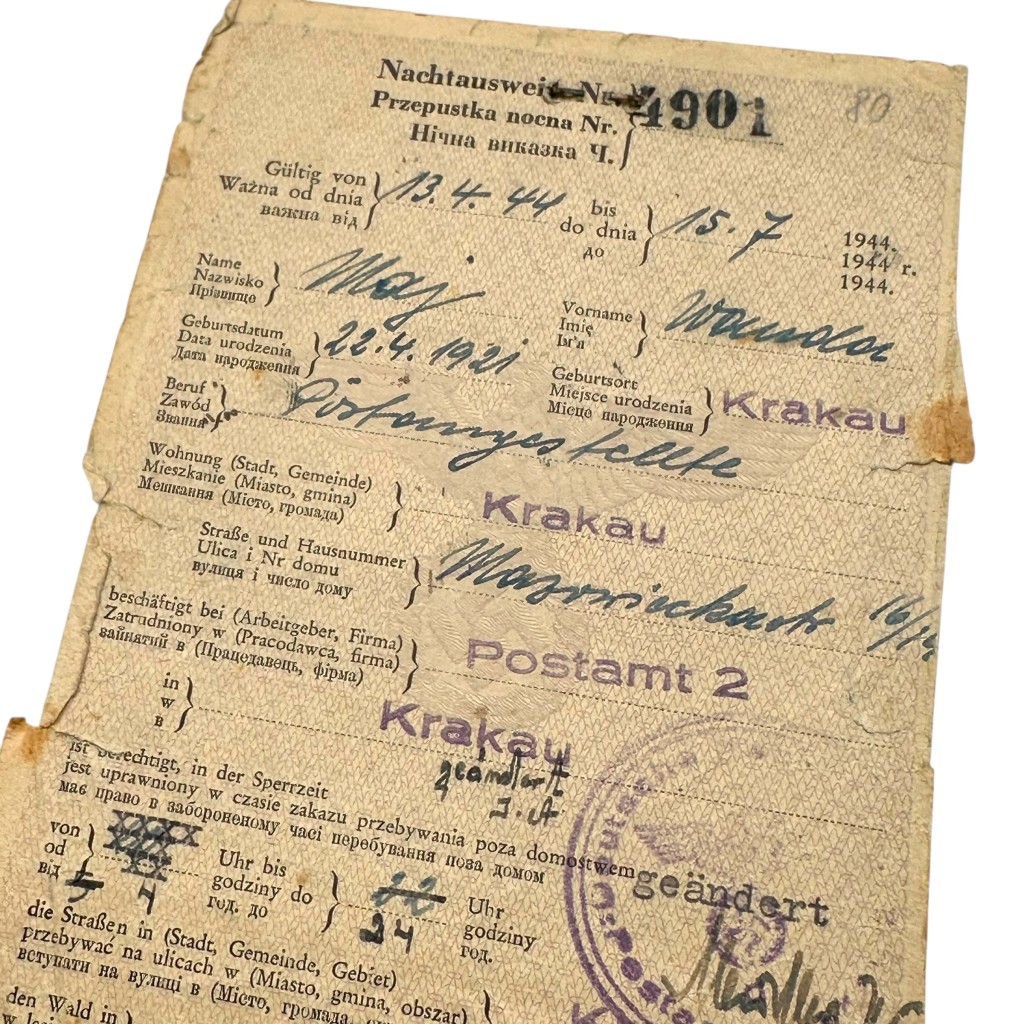 80
Nachtausweis Nr. 4901
Przepustka nocna Nr.
Нічна виказка Ч.
Gültig von 13.4.44 bis 15.7 1944.
Ważna od dnia do dnia 1944 r.
важна від до 1944.
Name Maj Vorname Wanda
Nazwisko Imię
Прізвище Ім'я
Geburtsdatum 22.4.1921 Geburtsort Krakau
Data urodzenia Miejsce urodzenia
Дата народження Місце народження
Beruf Postangestellte
Zawód
Звання
Wohnung (Stadt, Gemeinde) Krakau
Mieszkanie (Miasto, gmina)
Мешкання (Місто, громада)
Straße und Hausnummer 16/14
Ulica i Nr domu
вулиця і число дому
beschäftigt bei (Arbeitgeber, Firma) Postamt 2
Zatrudniony w (Pracodawca, firma)
зайнятий в (Працедавець, фірма)
in Krakau
w
в
geändert
I.A
ist berechtigt, in der Sperrzeit
jest uprawniony w czasie zakazu przebywania poza domostwem
має право в забороненому часі перебування поза домом
geändert
von Uhr bis 22 Uhr
od godziny do godziny
від 5 4 год. до 24 год.
die Straßen in (Stadt, Gemeinde, Gebiet)
przebywać na ulicach w (Miasto, gmina, obszar)
вступати на вулиці в (Місто, громада,
den Wald in